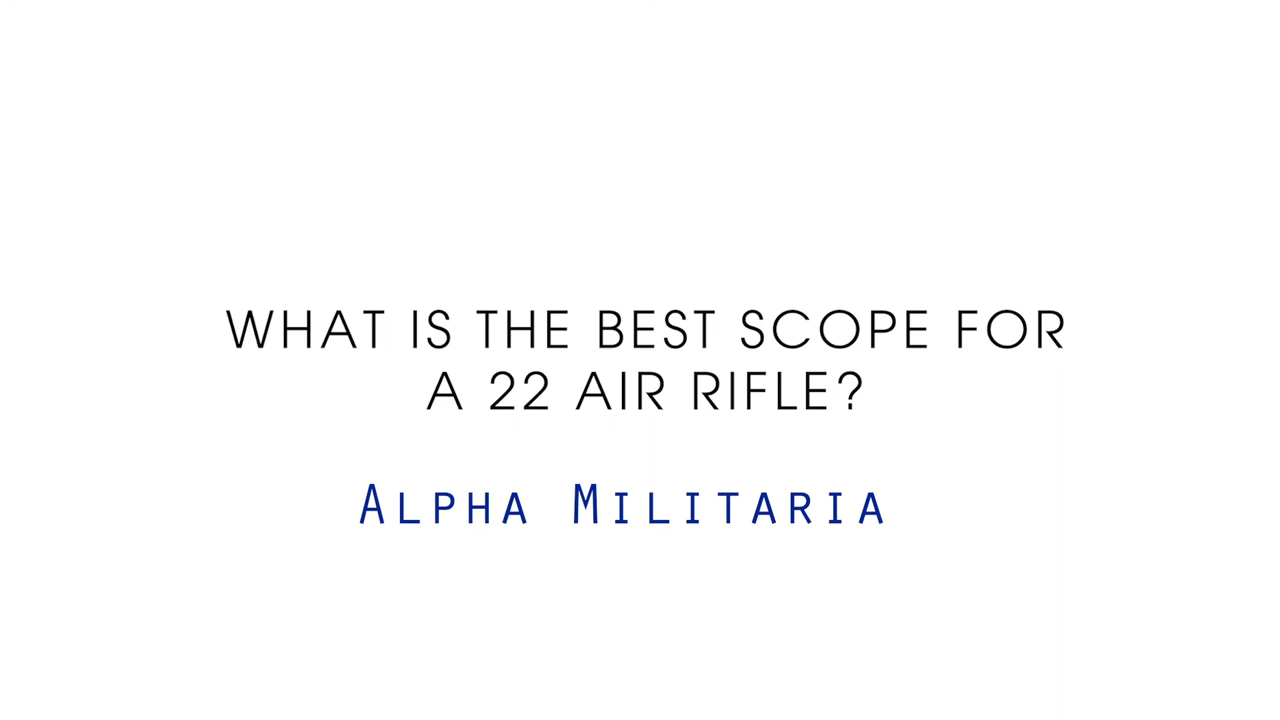 WHAT IS THE BEST SCOPE FOR
A 22 AIR RIFLE?
ALPHA MILITARIA